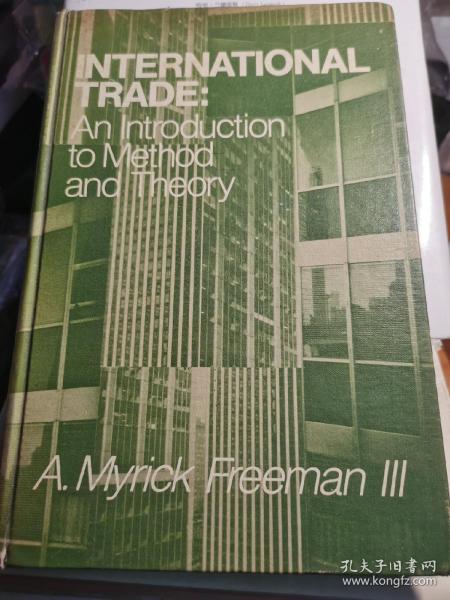 INTERNATIONAL
TRADE:
An Introduction
to Method
and Theory
A. Myrick Freeman III
孔夫子旧书网
www.kongfz.com